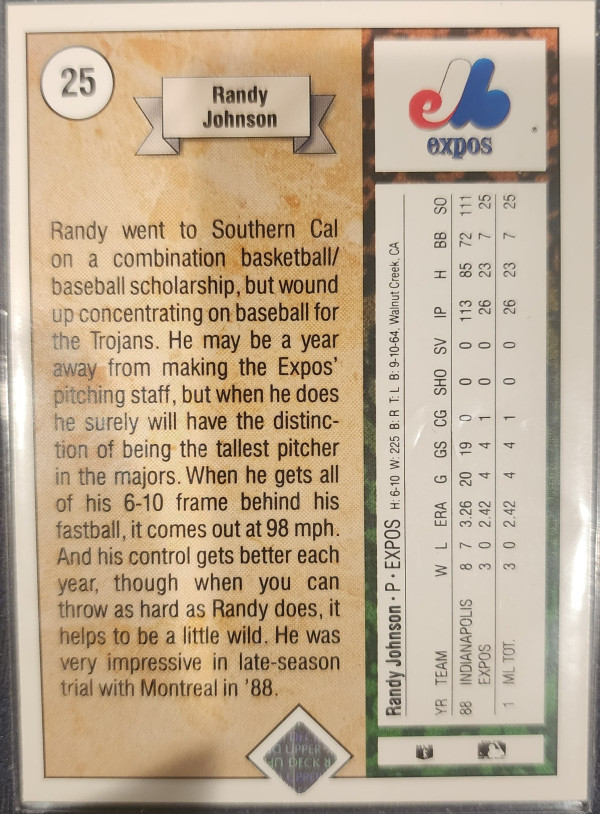 25
Randy
Johnson
Randy went to Southern Cal
on a combination basketball/
baseball scholarship, but wound
up concentrating on baseball for
the Trojans. He may be a year
away from making the Expos'
pitching staff, but when he does
he surely will have the distinc-
tion of being the tallest pitcher
in the majors. When he gets all
of his 6-10 frame behind his
fastball, it comes out at 98 mph.
And his control gets better each
year, though when you can
throw as hard as Randy does, it
helps to be a little wild. He was
very impressive in late-season
trial with Montreal in '88.
expos
Randy Johnson • P • EXPOS H: 6-10 W: 225 B: R T: L B: 9-10-64, Walnut Creek, CA
YR TEAM W L ERA G GS CG SHO SV IP H BB SO
88 INDIANAPOLIS 8 7 3.26 20 19 0 0 0 113 85 72 111
EXPOS 3 0 2.42 4 4 1 0 0 26 23 7 25
1 ML TOT. 3 0 2.42 4 4 1 0 0 26 23 7 25
UPPER
DECK